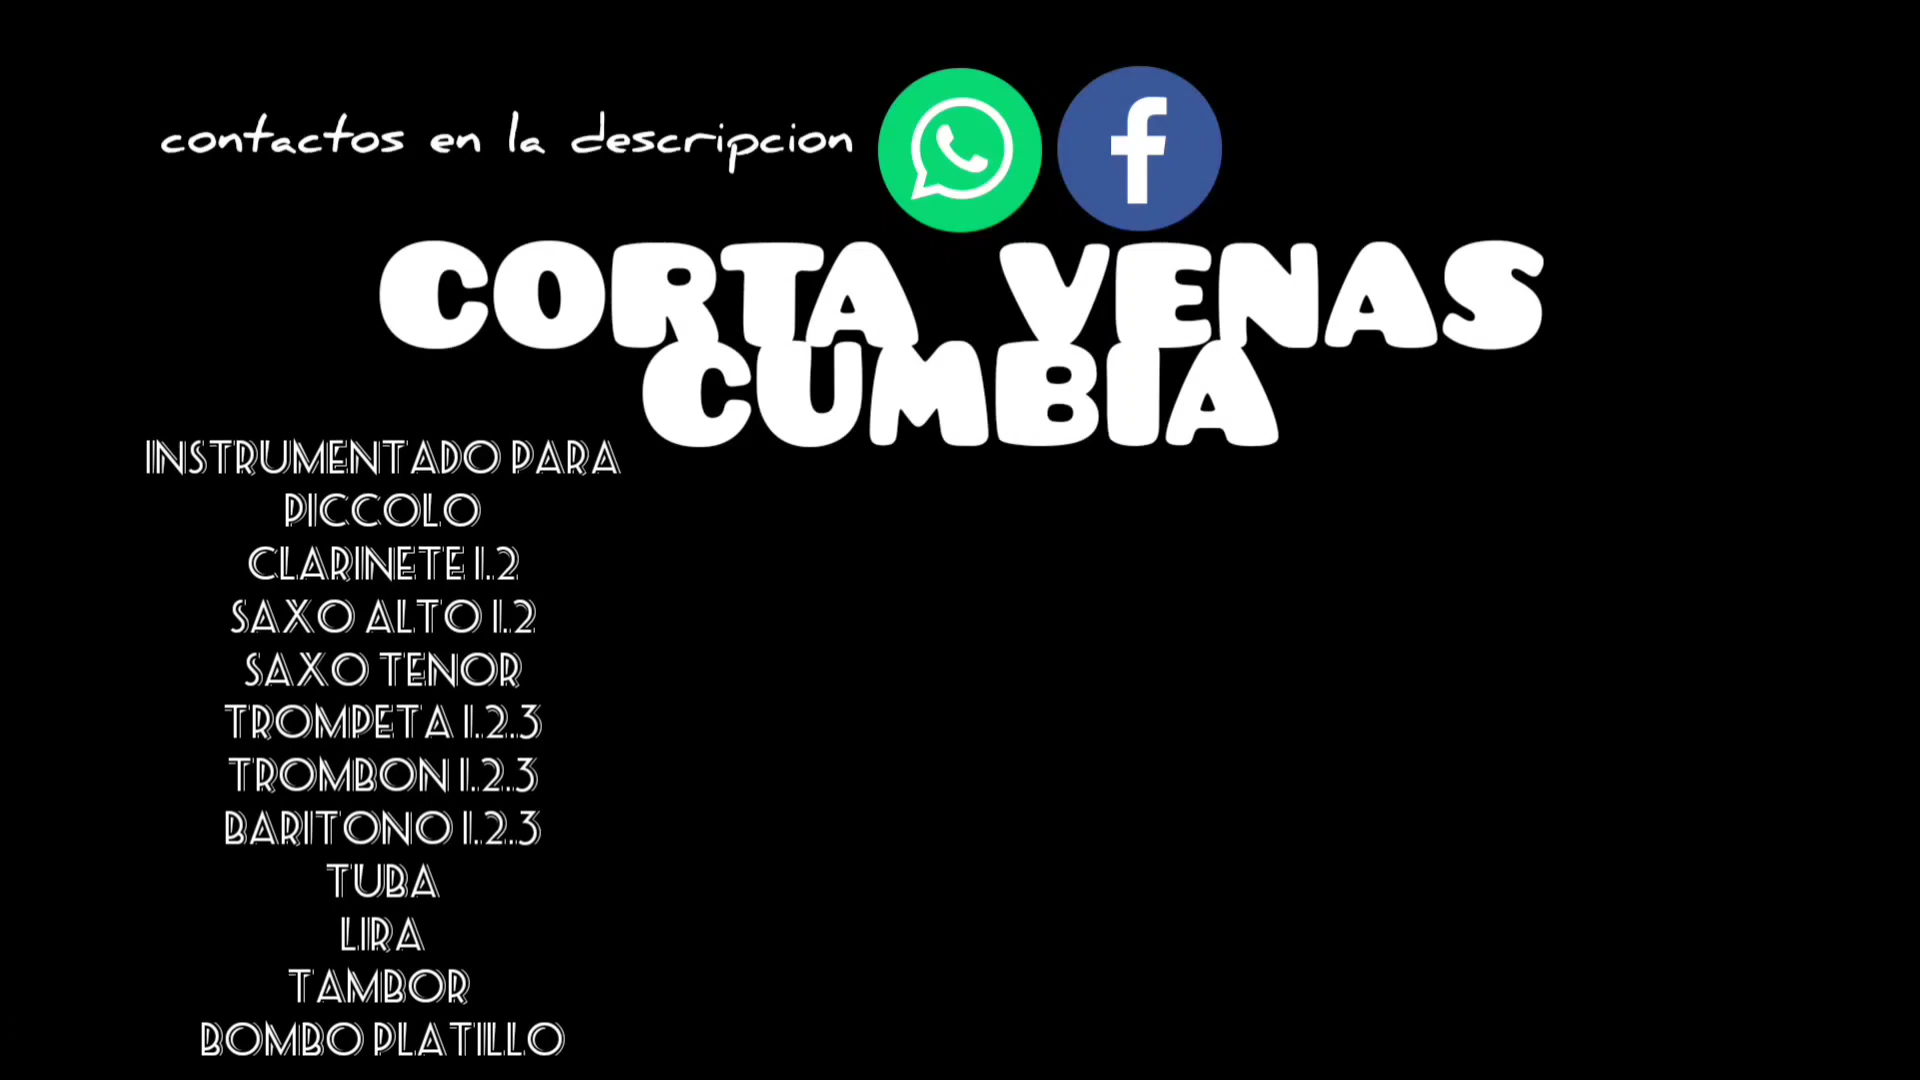 contactos en la descripcion
CORTA VENAS
CUMBIA
INSTRUMENTADO PARA
PICCOLO
CLARINETE 1.2
SAXO ALTO 1.2
SAXO TENOR
TROMPETA 1.2.3
TROMBON 1.2.3
BARITONO 1.2.3
TUBA
LIRA
TAMBOR
BOMBO PLATILLO